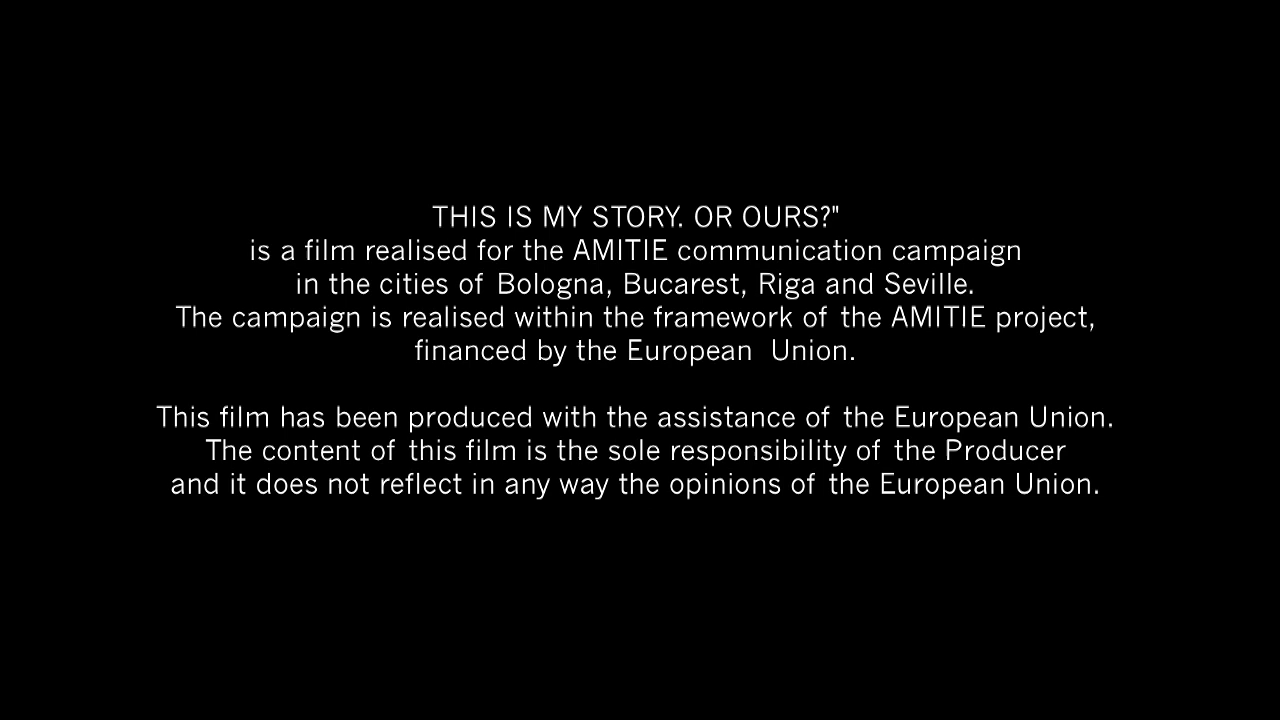 THIS IS MY STORY. OR OURS?"
is a film realised for the AMITIE communication campaign
in the cities of Bologna, Bucarest, Riga and Seville.
The campaign is realised within the framework of the AMITIE project,
financed by the European Union.
This film has been produced with the assistance of the European Union.
The content of this film is the sole responsibility of the Producer
and it does not reflect in any way the opinions of the European Union.